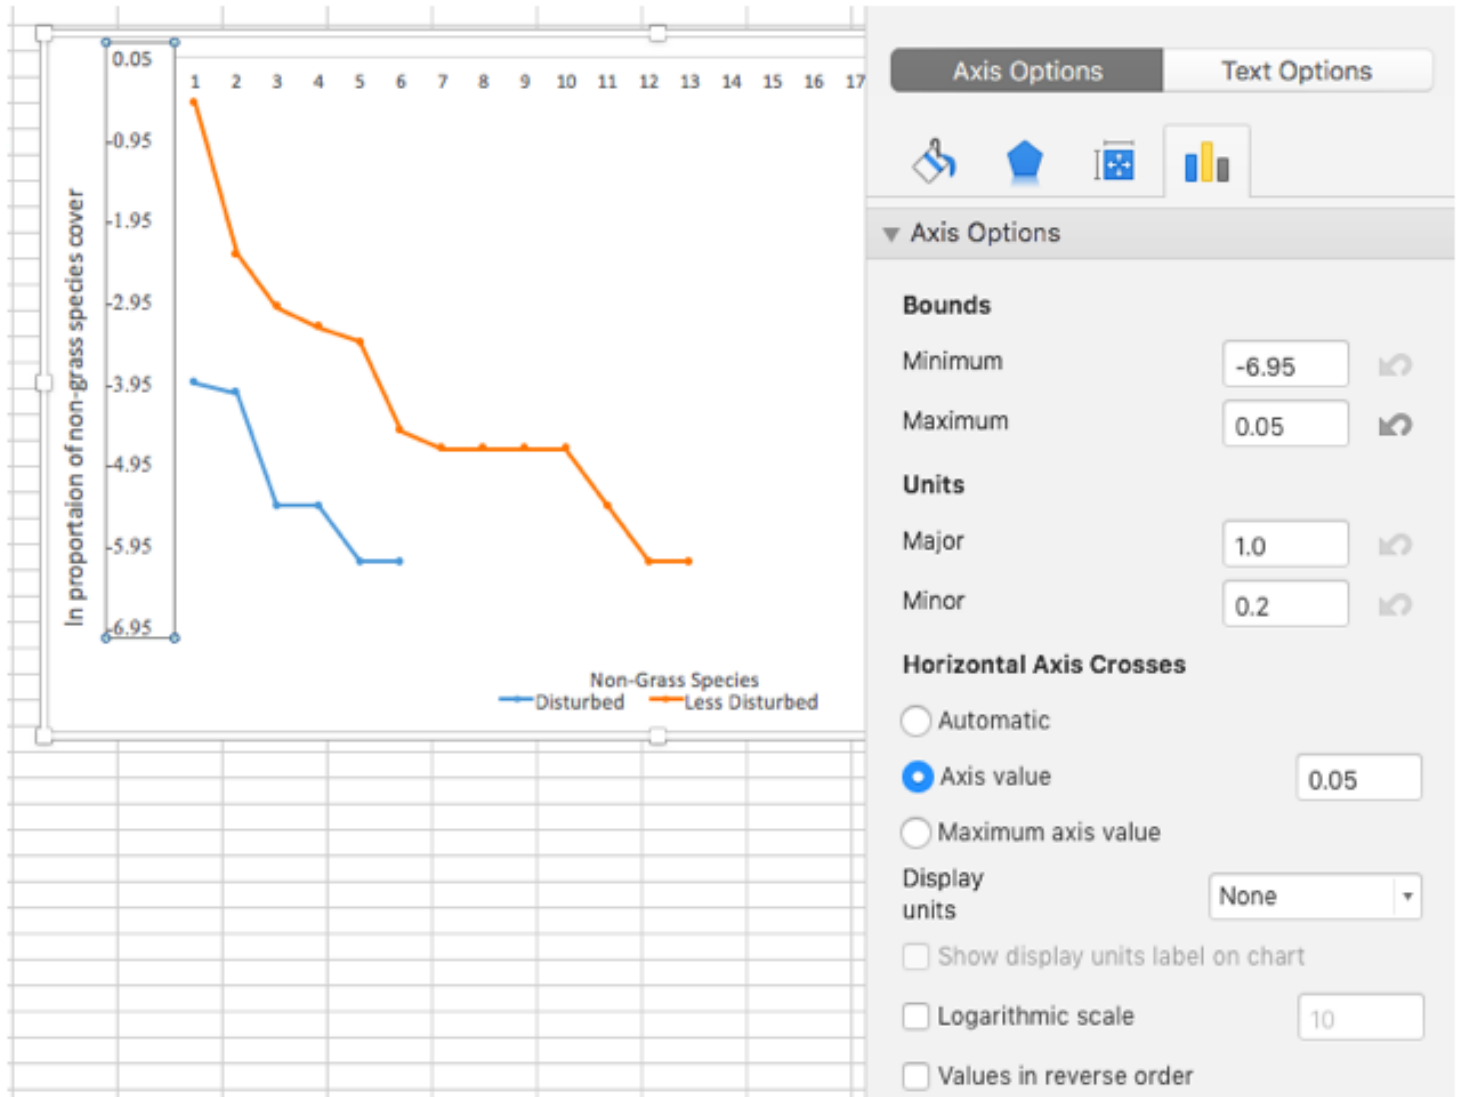 0.05
1 2 3 4 5 6 7 8 9 10 11 12 13 14 15 16 17
-0.95
-1.95
-2.95
-3.95
-4.95
-5.95
-6.95
ln proportaion of non-grass species cover
Non-Grass Species
Disturbed Less Disturbed
Axis Options Text Options
Axis Options
Bounds
Minimum -6.95
Maximum 0.05
Units
Major 1.0
Minor 0.2
Horizontal Axis Crosses
Automatic
Axis value 0.05
Maximum axis value
Display
units None
Show display units label on chart
Logarithmic scale 10
Values in reverse order